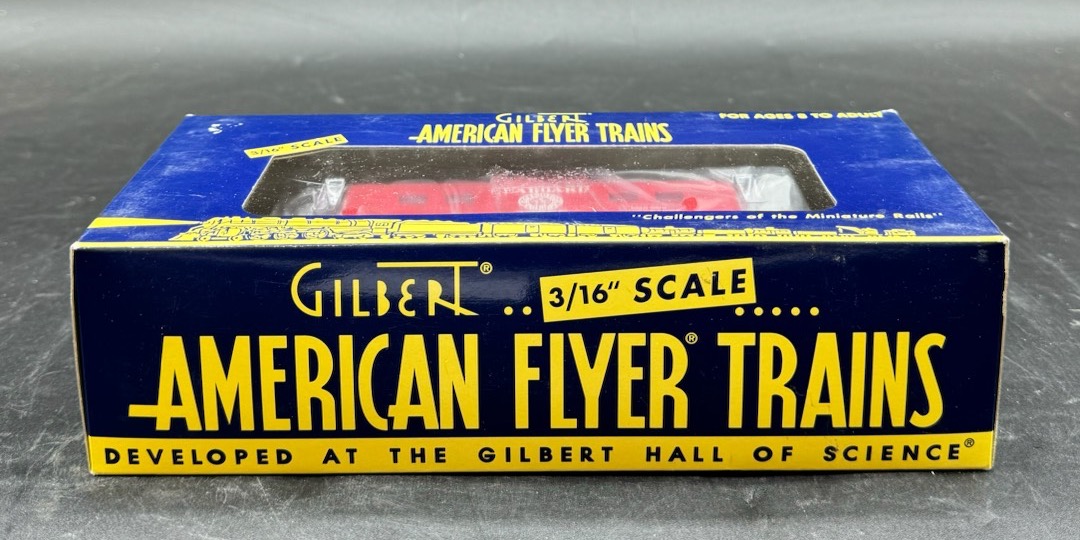 GILBERT
AMERICAN FLYER TRAINS
FOR AGES 8 TO ADULT
3/16" SCALE
SEABOARD
"Challengers of the Miniature Rails"
GILBERT® .. 3/16" SCALE .....
AMERICAN FLYER® TRAINS
DEVELOPED AT THE GILBERT HALL OF SCIENCE®